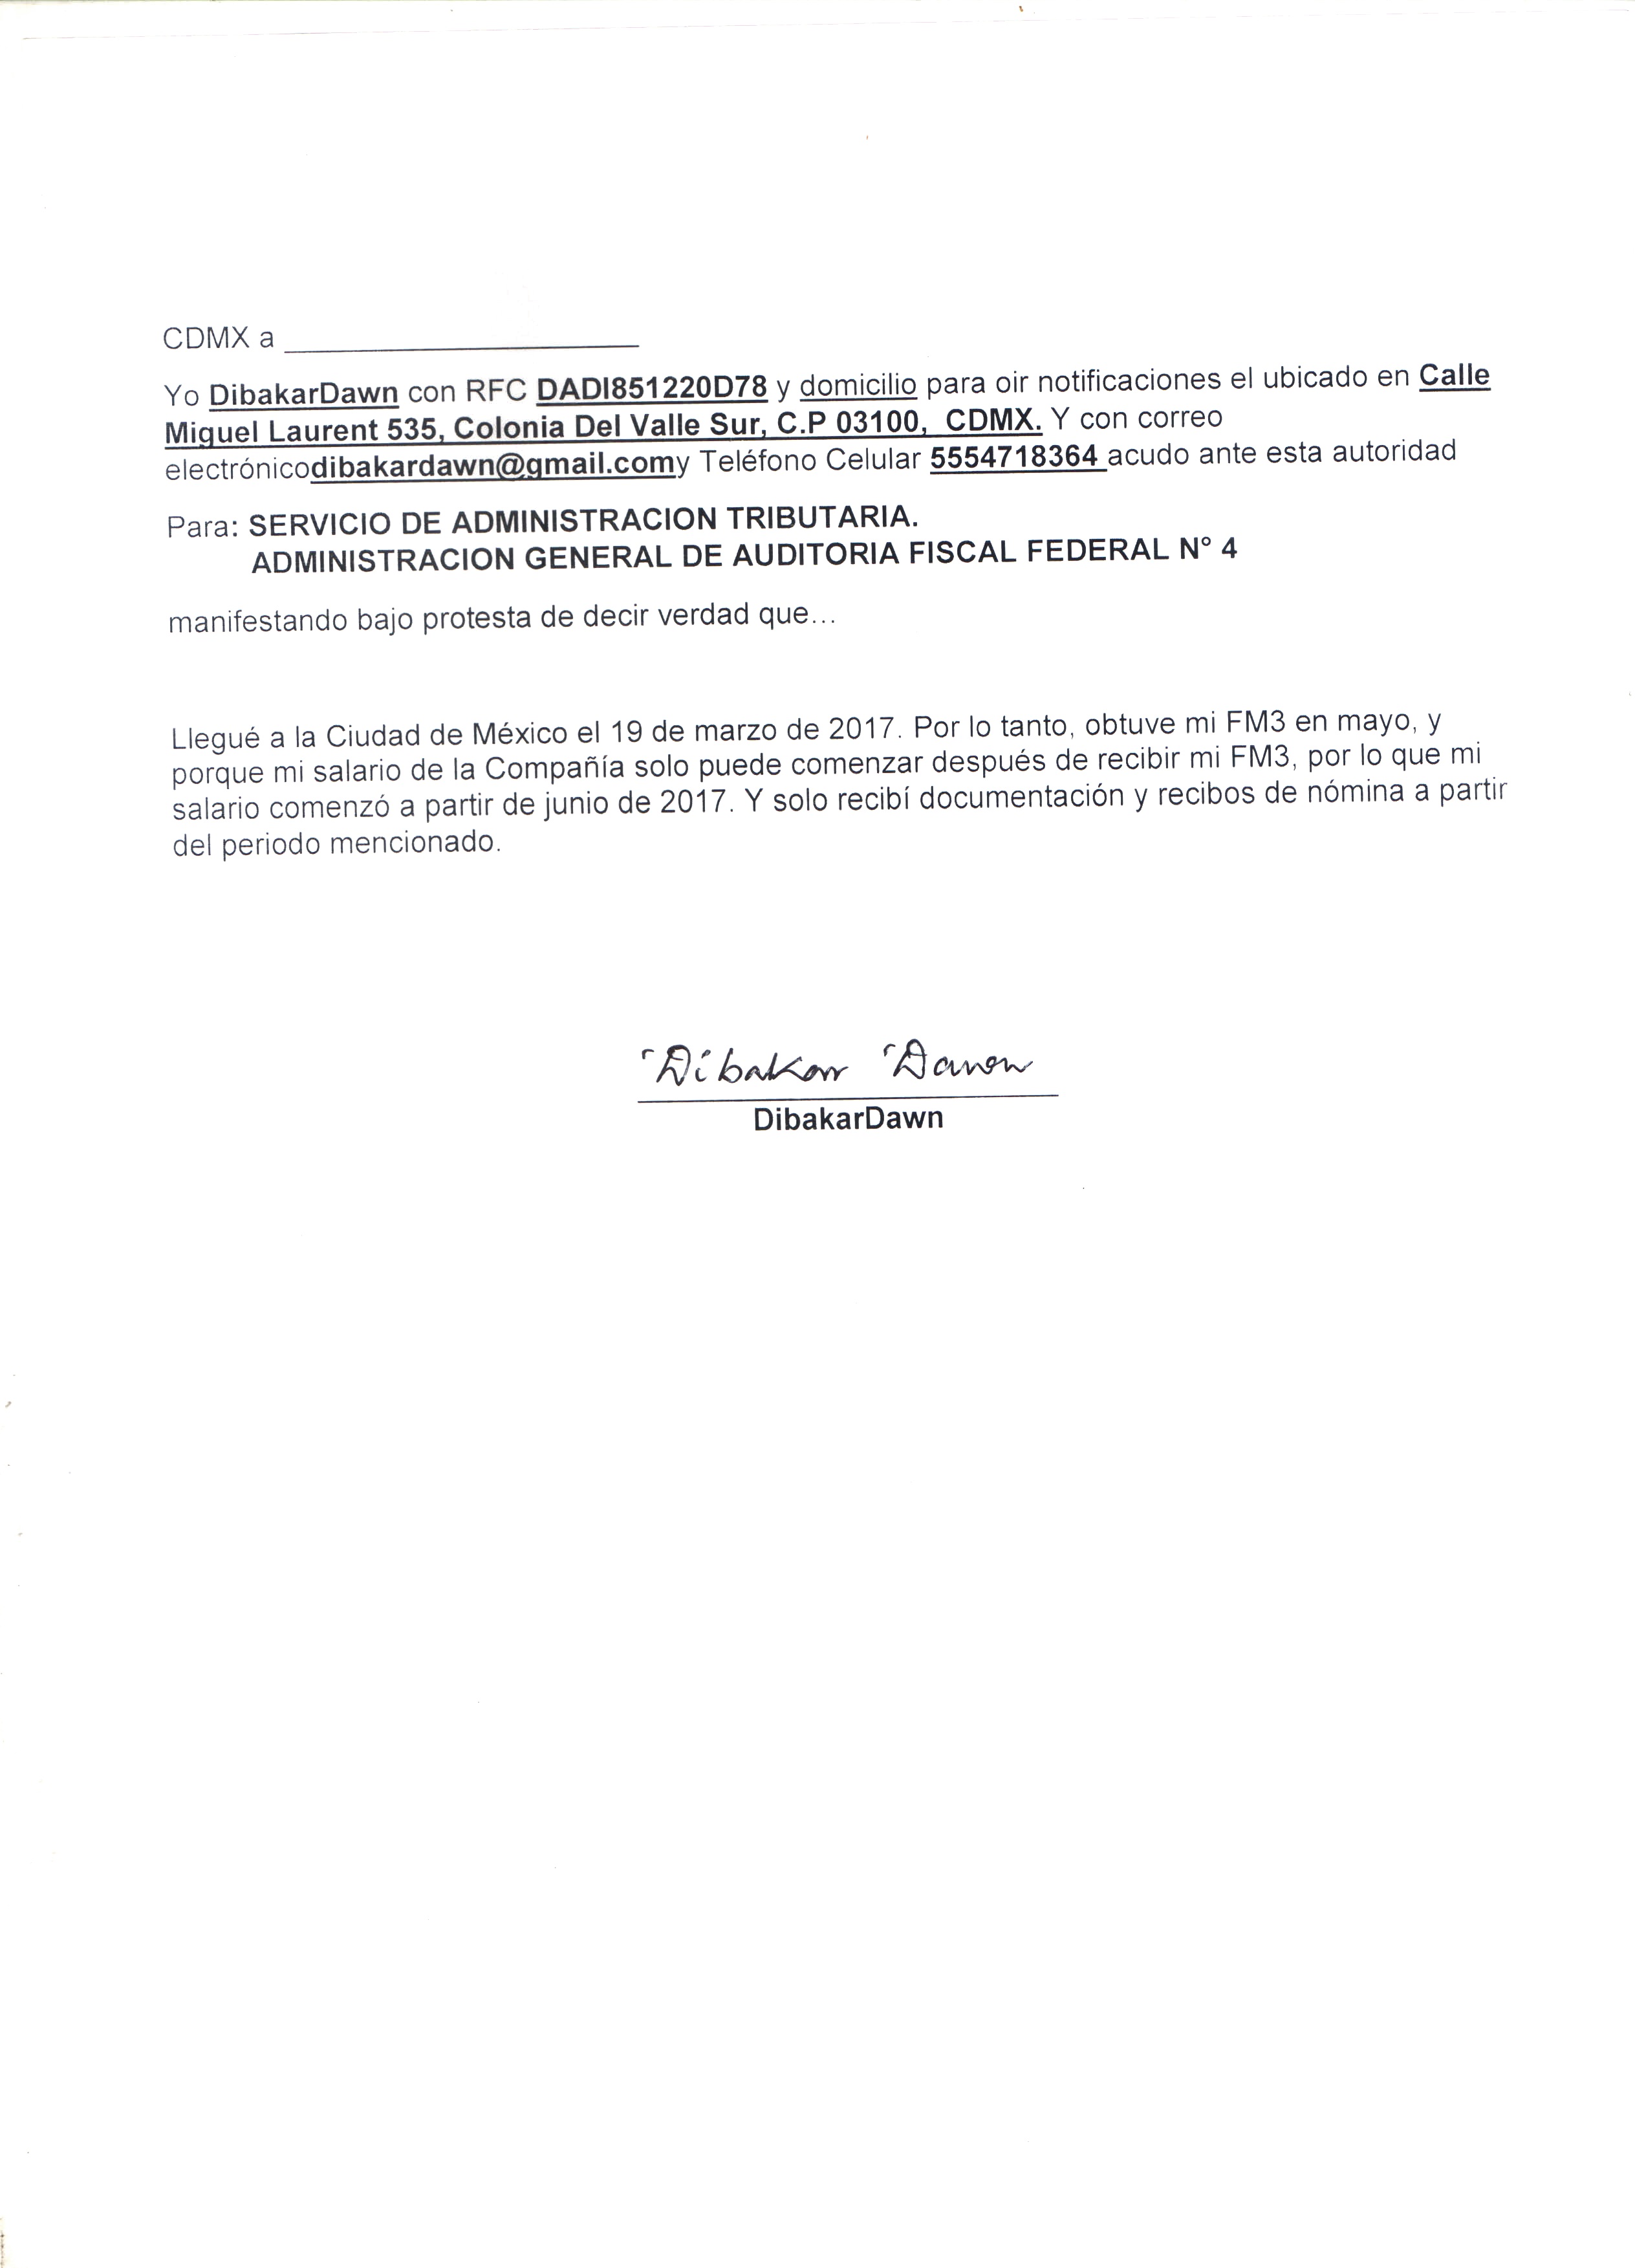 CDMX a ____________________
Yo DibakarDawn con RFC DADI851220D78 y domicilio para oir notificaciones el ubicado en Calle
Miguel Laurent 535, Colonia Del Valle Sur, C.P 03100, CDMX. Y con correo
electrónicodibakardawn@gmail.comy Teléfono Celular 5554718364 acudo ante esta autoridad
Para: SERVICIO DE ADMINISTRACION TRIBUTARIA.
ADMINISTRACION GENERAL DE AUDITORIA FISCAL FEDERAL N° 4
manifestando bajo protesta de decir verdad que...
Llegué a la Ciudad de México el 19 de marzo de 2017. Por lo tanto, obtuve mi FM3 en mayo, y
porque mi salario de la Compañía solo puede comenzar después de recibir mi FM3, por lo que mi
salario comenzó a partir de junio de 2017. Y solo recibí documentación y recibos de nómina a partir
del periodo mencionado.
Dibakar Dawn
DibakarDawn